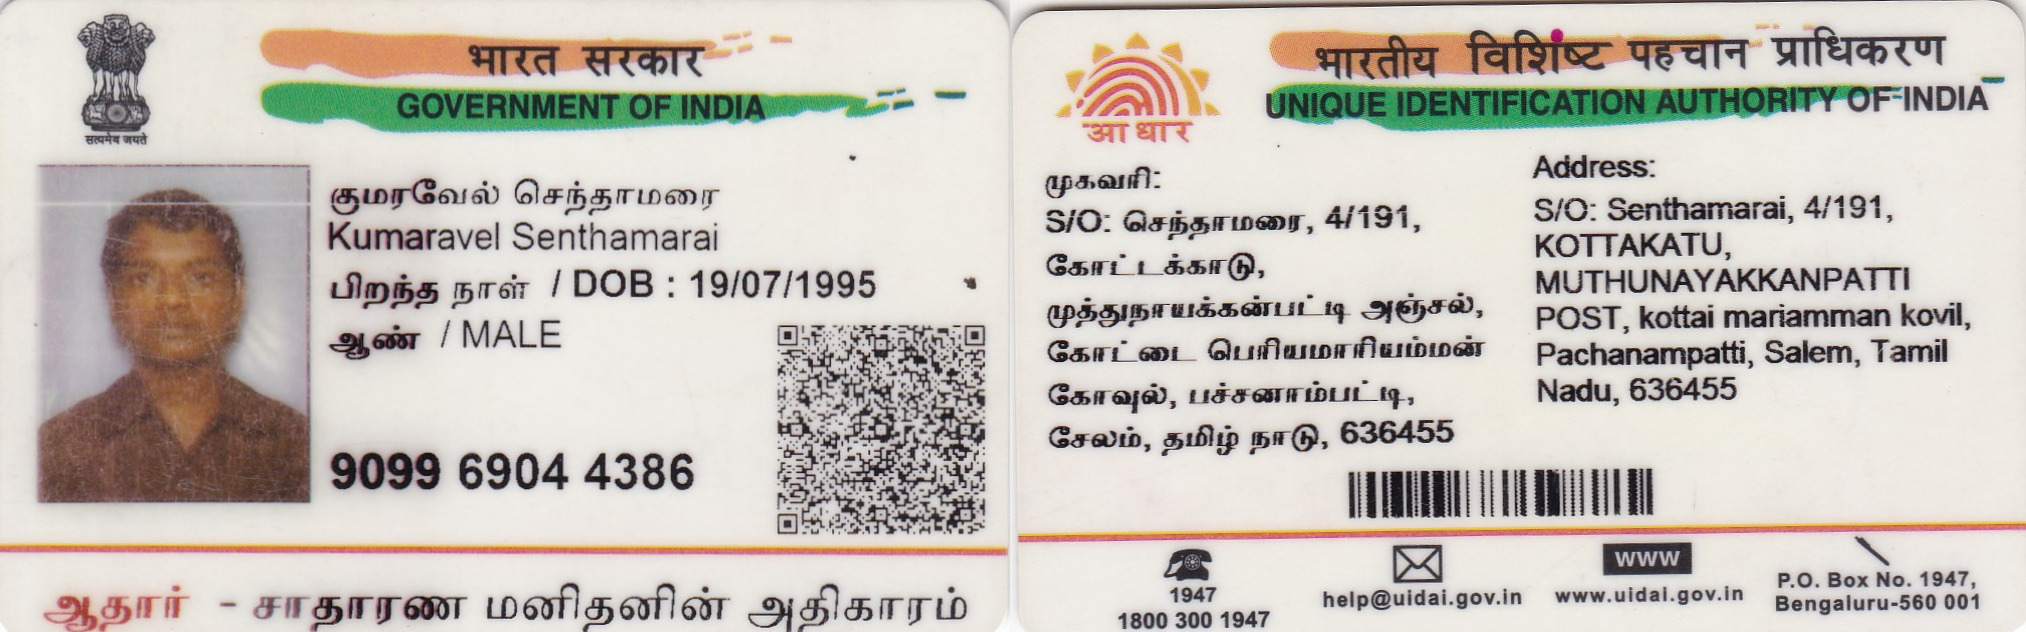 भारत सरकार
GOVERNMENT OF INDIA
सत्यमेव जयते
குமரவேல் செந்தாமரை
Kumaravel Senthamarai
பிறந்த நாள் / DOB : 19/07/1995
ஆண் / MALE
9099 6904 4386
ஆதார் - சாதாரண மனிதனின் அதிகாரம்
भारतीय विशिष्ट पहचान प्राधिकरण
UNIQUE IDENTIFICATION AUTHORITY OF INDIA
आधार
முகவரி:
S/O: செந்தாமரை, 4/191,
கோட்டக்காடு,
முத்துநாயக்கன்பட்டி அஞ்சல்,
கோட்டை பெரியமாரியம்மன்
கோவுல், பச்சனாம்பட்டி,
சேலம், தமிழ் நாடு, 636455
Address:
S/O: Senthamarai, 4/191,
KOTTAKATU,
MUTHUNAYAKKANPATTI
POST, kottai mariamman kovil,
Pachanampatti, Salem, Tamil
Nadu, 636455
1947
1800 300 1947
help@uidai.gov.in
www
www.uidai.gov.in
P.O. Box No. 1947,
Bengaluru-560 001